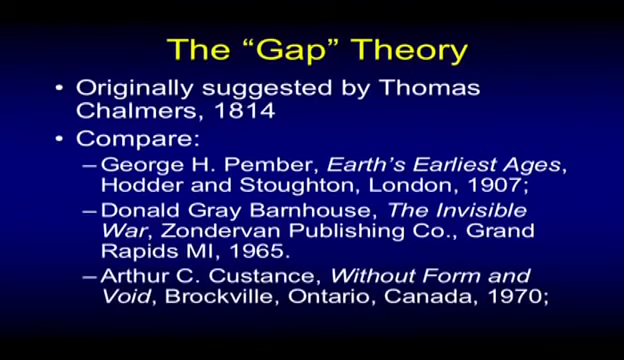 The “Gap” Theory
• Originally suggested by Thomas
Chalmers, 1814
• Compare:
–George H. Pember, Earth’s Earliest Ages,
Hodder and Stoughton, London, 1907;
–Donald Gray Barnhouse, The Invisible
War, Zondervan Publishing Co., Grand
Rapids MI, 1965.
–Arthur C. Custance, Without Form and
Void, Brockville, Ontario, Canada, 1970;